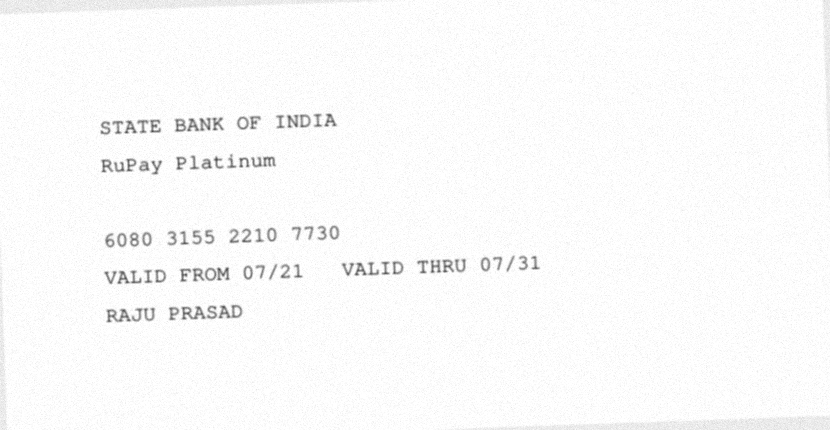 STATE BANK OF INDIA
RuPay Platinum
6080 3155 2210 7730
VALID FROM 07/21 VALID THRU 07/31
RAJU PRASAD